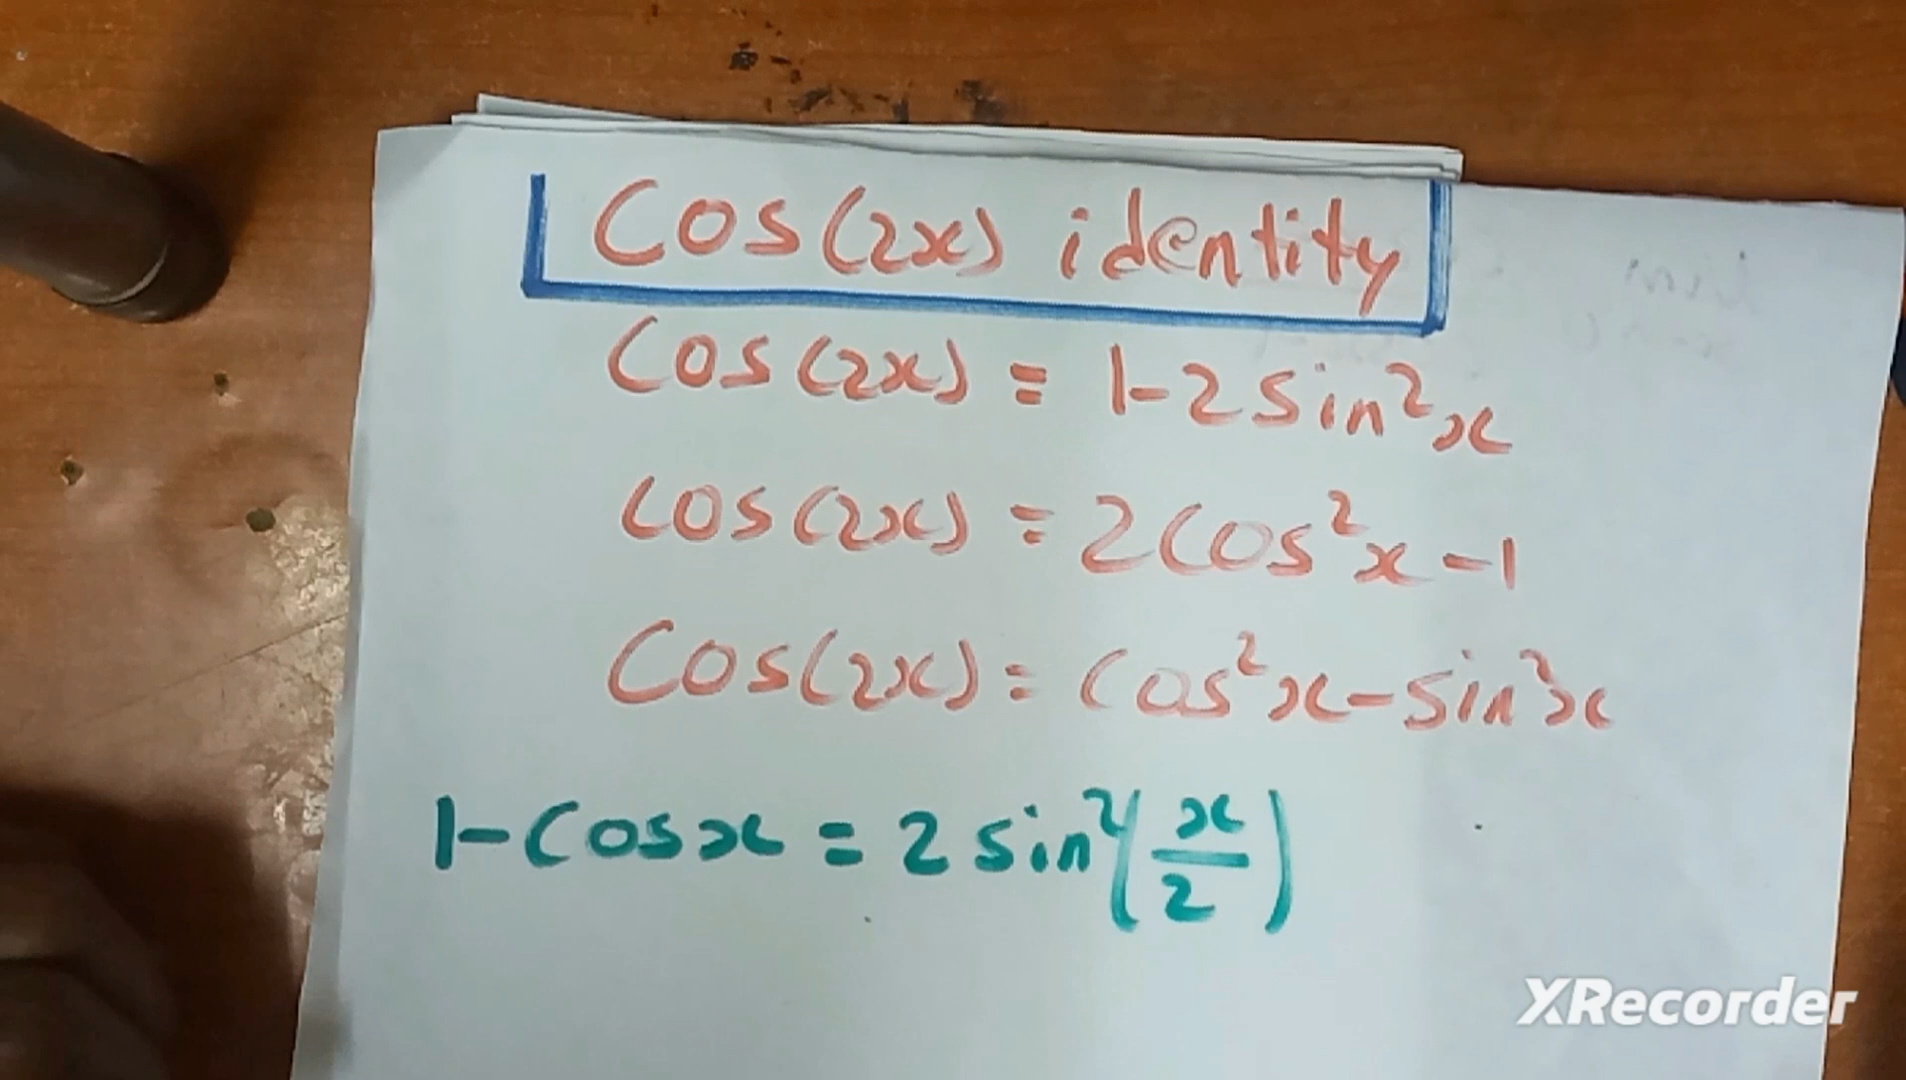 Cos(2x) identity
Cos(2x) = 1-2sin²x
Cos(2x) = 2Cos²x-1
Cos(2x) = Cos²x-sin²x
1-Cosx = 2sin²(x/2)
XRecorder